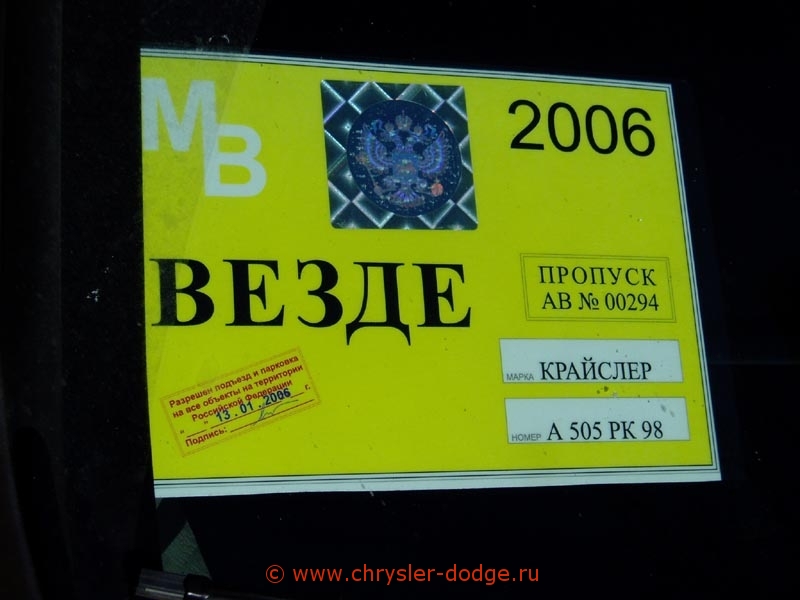 МВ
2006
ВЕЗДЕ
ПРОПУСК
АВ № 00294
МАРКА КРАЙСЛЕР
НОМЕР А 505 РК 98
Разрешен подъезд и парковка
на все объекты на территории
Российской Федерации
"___" 13.01.2006 г.
Подпись:
© www.chrysler-dodge.ru